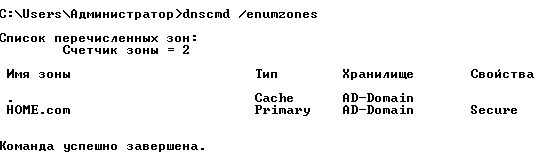 C:\Users\Администратор>dnscmd /enumzones
Список перечисленных зон:
Счетчик зоны = 2
Имя зоны Тип Хранилище Свойства
. Cache AD-Domain
HOME.com Primary AD-Domain Secure
Команда успешно завершена.